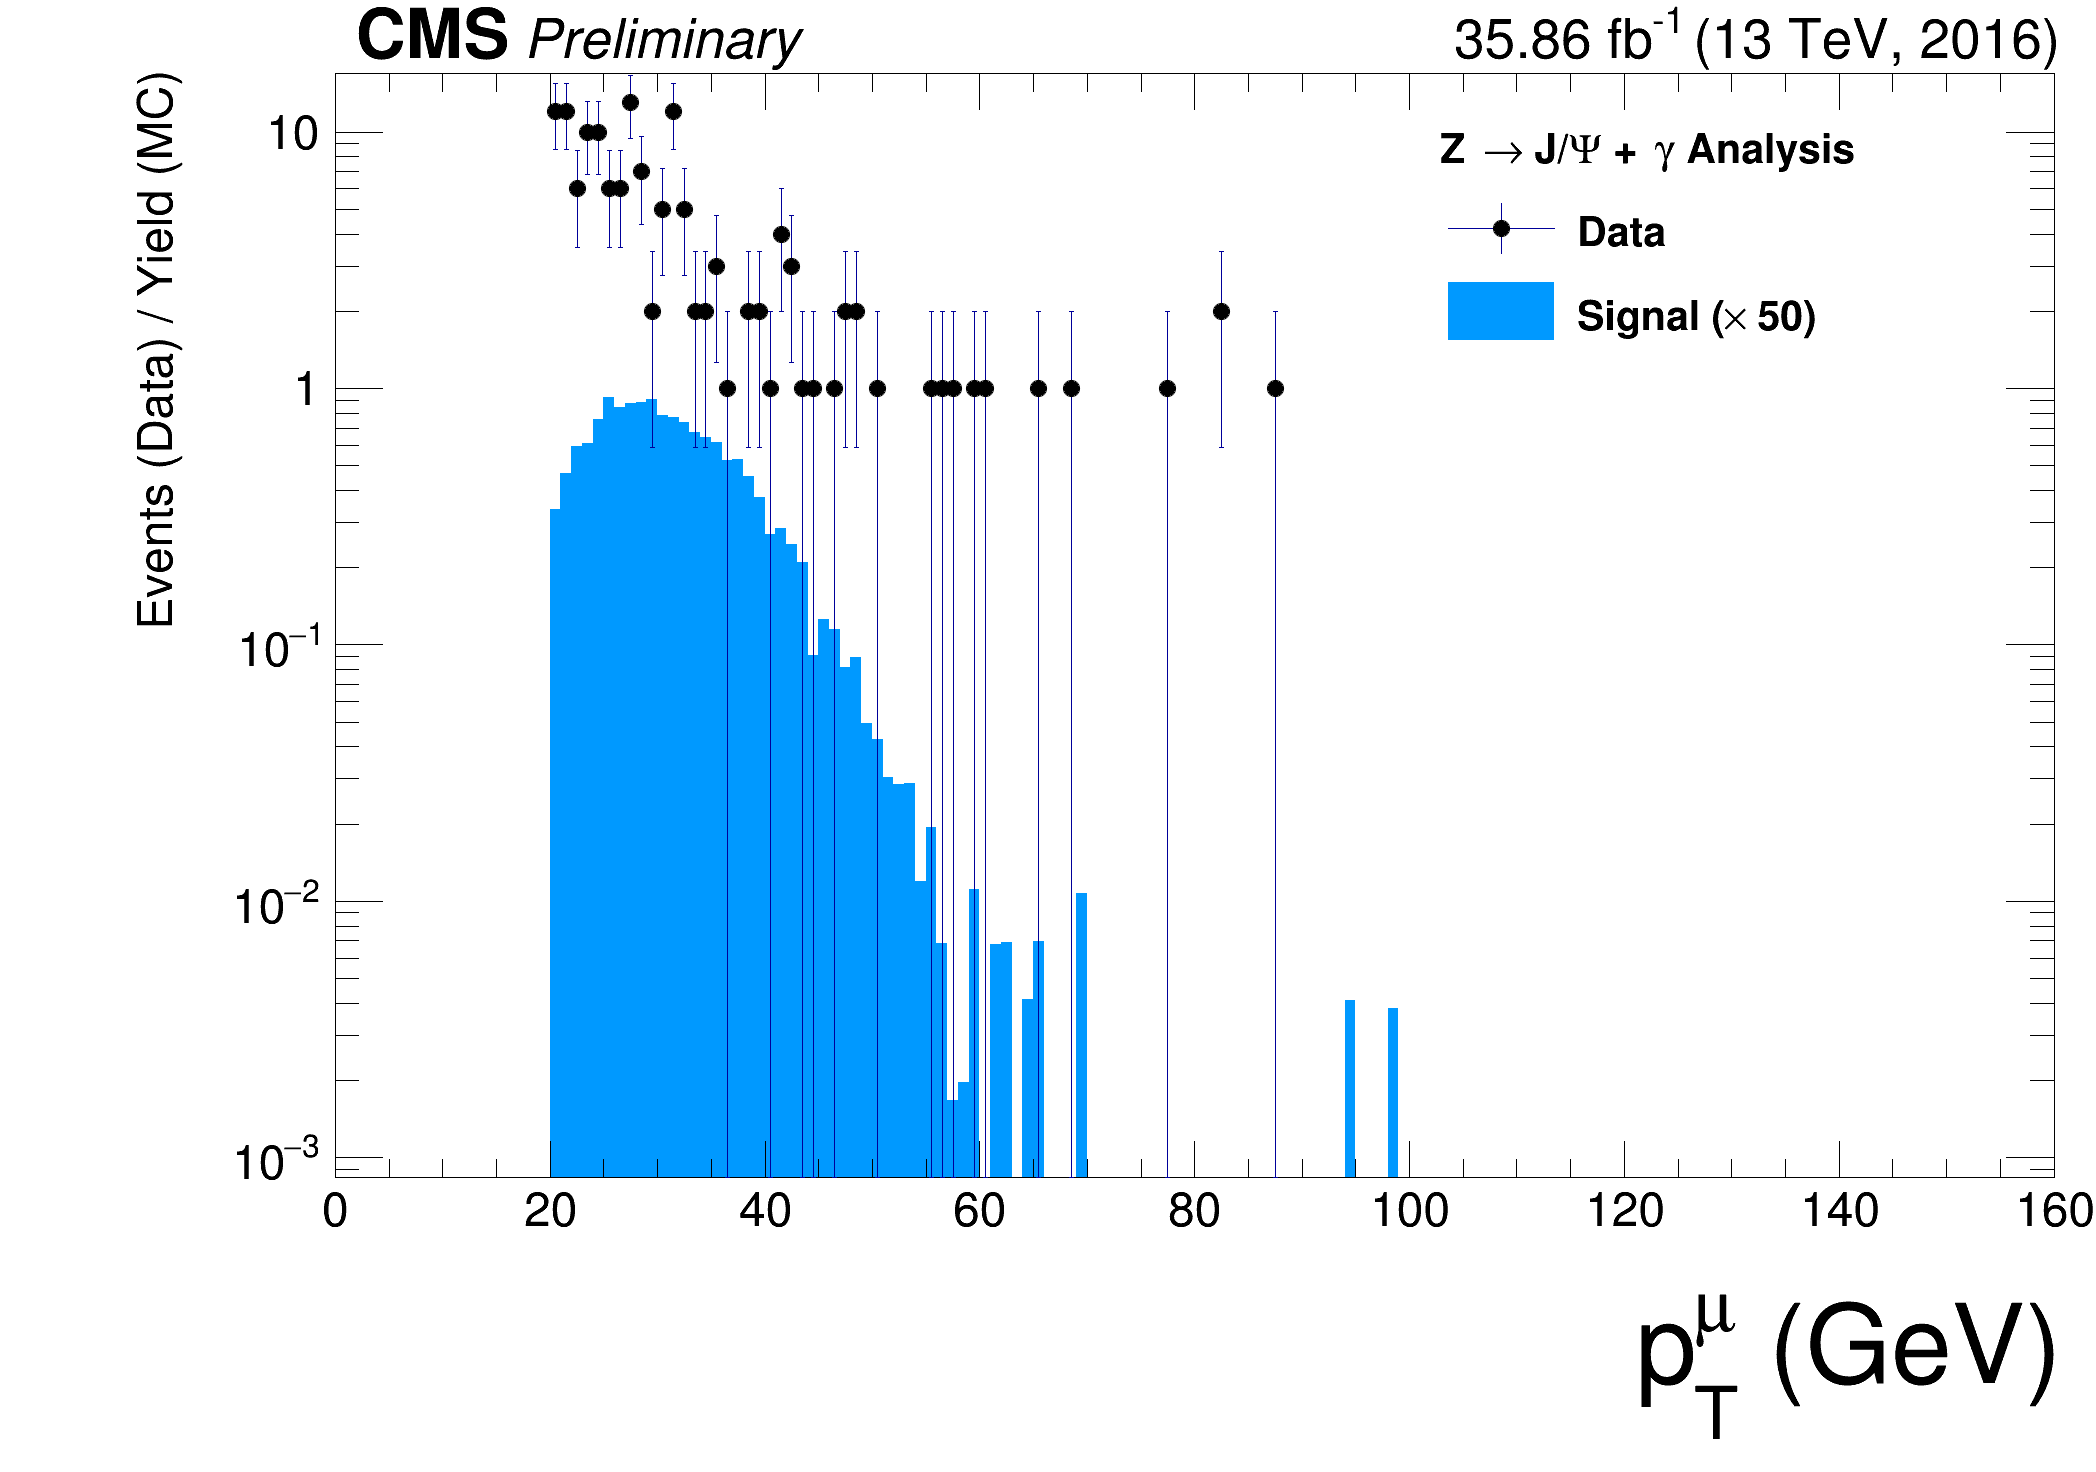 CMS Preliminary 35.86 fb⁻¹ (13 TeV, 2016)
Events (Data) / Yield (MC)
Z → J/Ψ + γ Analysis
Data
Signal (× 50)
10
1
10⁻¹
10⁻²
10⁻³
0 20 40 60 80 100 120 140 160
p_T^μ (GeV)